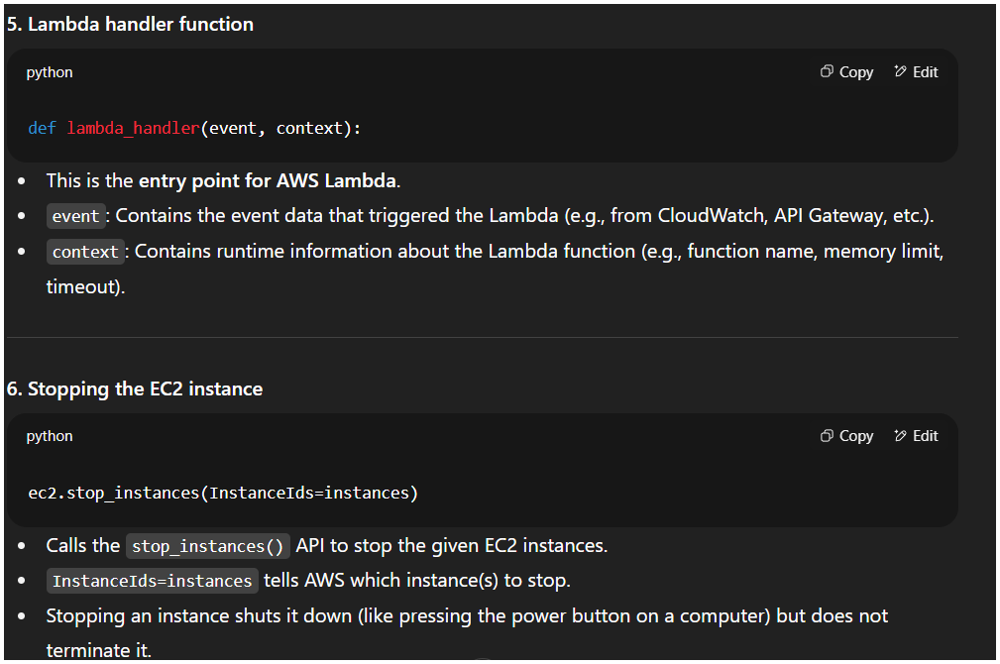 5. Lambda handler function
python Copy Edit
def lambda_handler(event, context):
• This is the entry point for AWS Lambda.
• event: Contains the event data that triggered the Lambda (e.g., from CloudWatch, API Gateway, etc.).
• context: Contains runtime information about the Lambda function (e.g., function name, memory limit,
timeout).
6. Stopping the EC2 instance
python Copy Edit
ec2.stop_instances(InstanceIds=instances)
• Calls the stop_instances() API to stop the given EC2 instances.
• InstanceIds=instances tells AWS which instance(s) to stop.
• Stopping an instance shuts it down (like pressing the power button on a computer) but does not
terminate it.